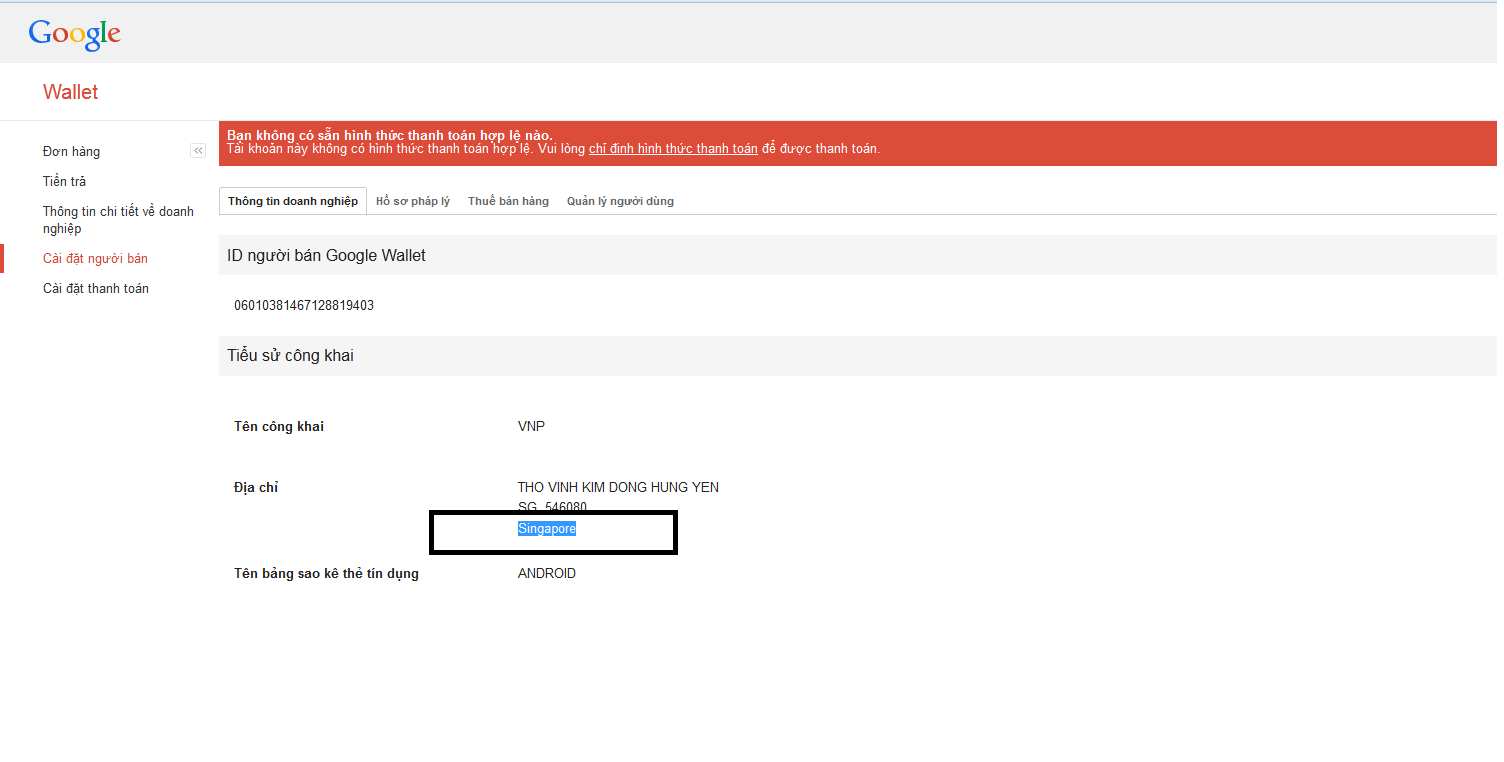 Google
Wallet
Đơn hàng
«
Tiền trả
Thông tin chi tiết về doanh
nghiệp
Cài đặt người bán
Cài đặt thanh toán
Bạn không có sẵn hình thức thanh toán hợp lệ nào.
Tài khoản này không có hình thức thanh toán hợp lệ. Vui lòng chỉ định hình thức thanh toán để được thanh toán.
Thông tin doanh nghiệp Hồ sơ pháp lý Thuế bán hàng Quản lý người dùng
ID người bán Google Wallet
06010381467128819403
Tiểu sử công khai
Tên công khai VNP
Địa chỉ THO VINH KIM DONG HUNG YEN
SG 546080
Singapore
Tên bảng sao kê thẻ tín dụng ANDROID